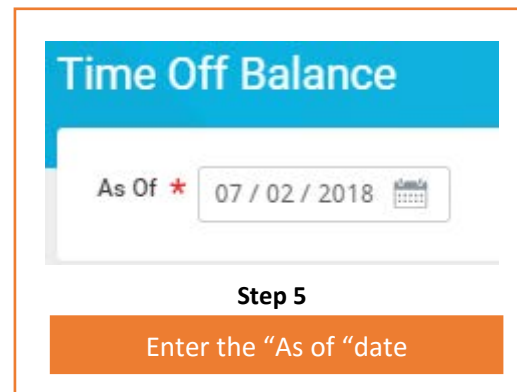 Time Off Balance
As Of * 07 / 02 / 2018
Step 5
Enter the “As of “date